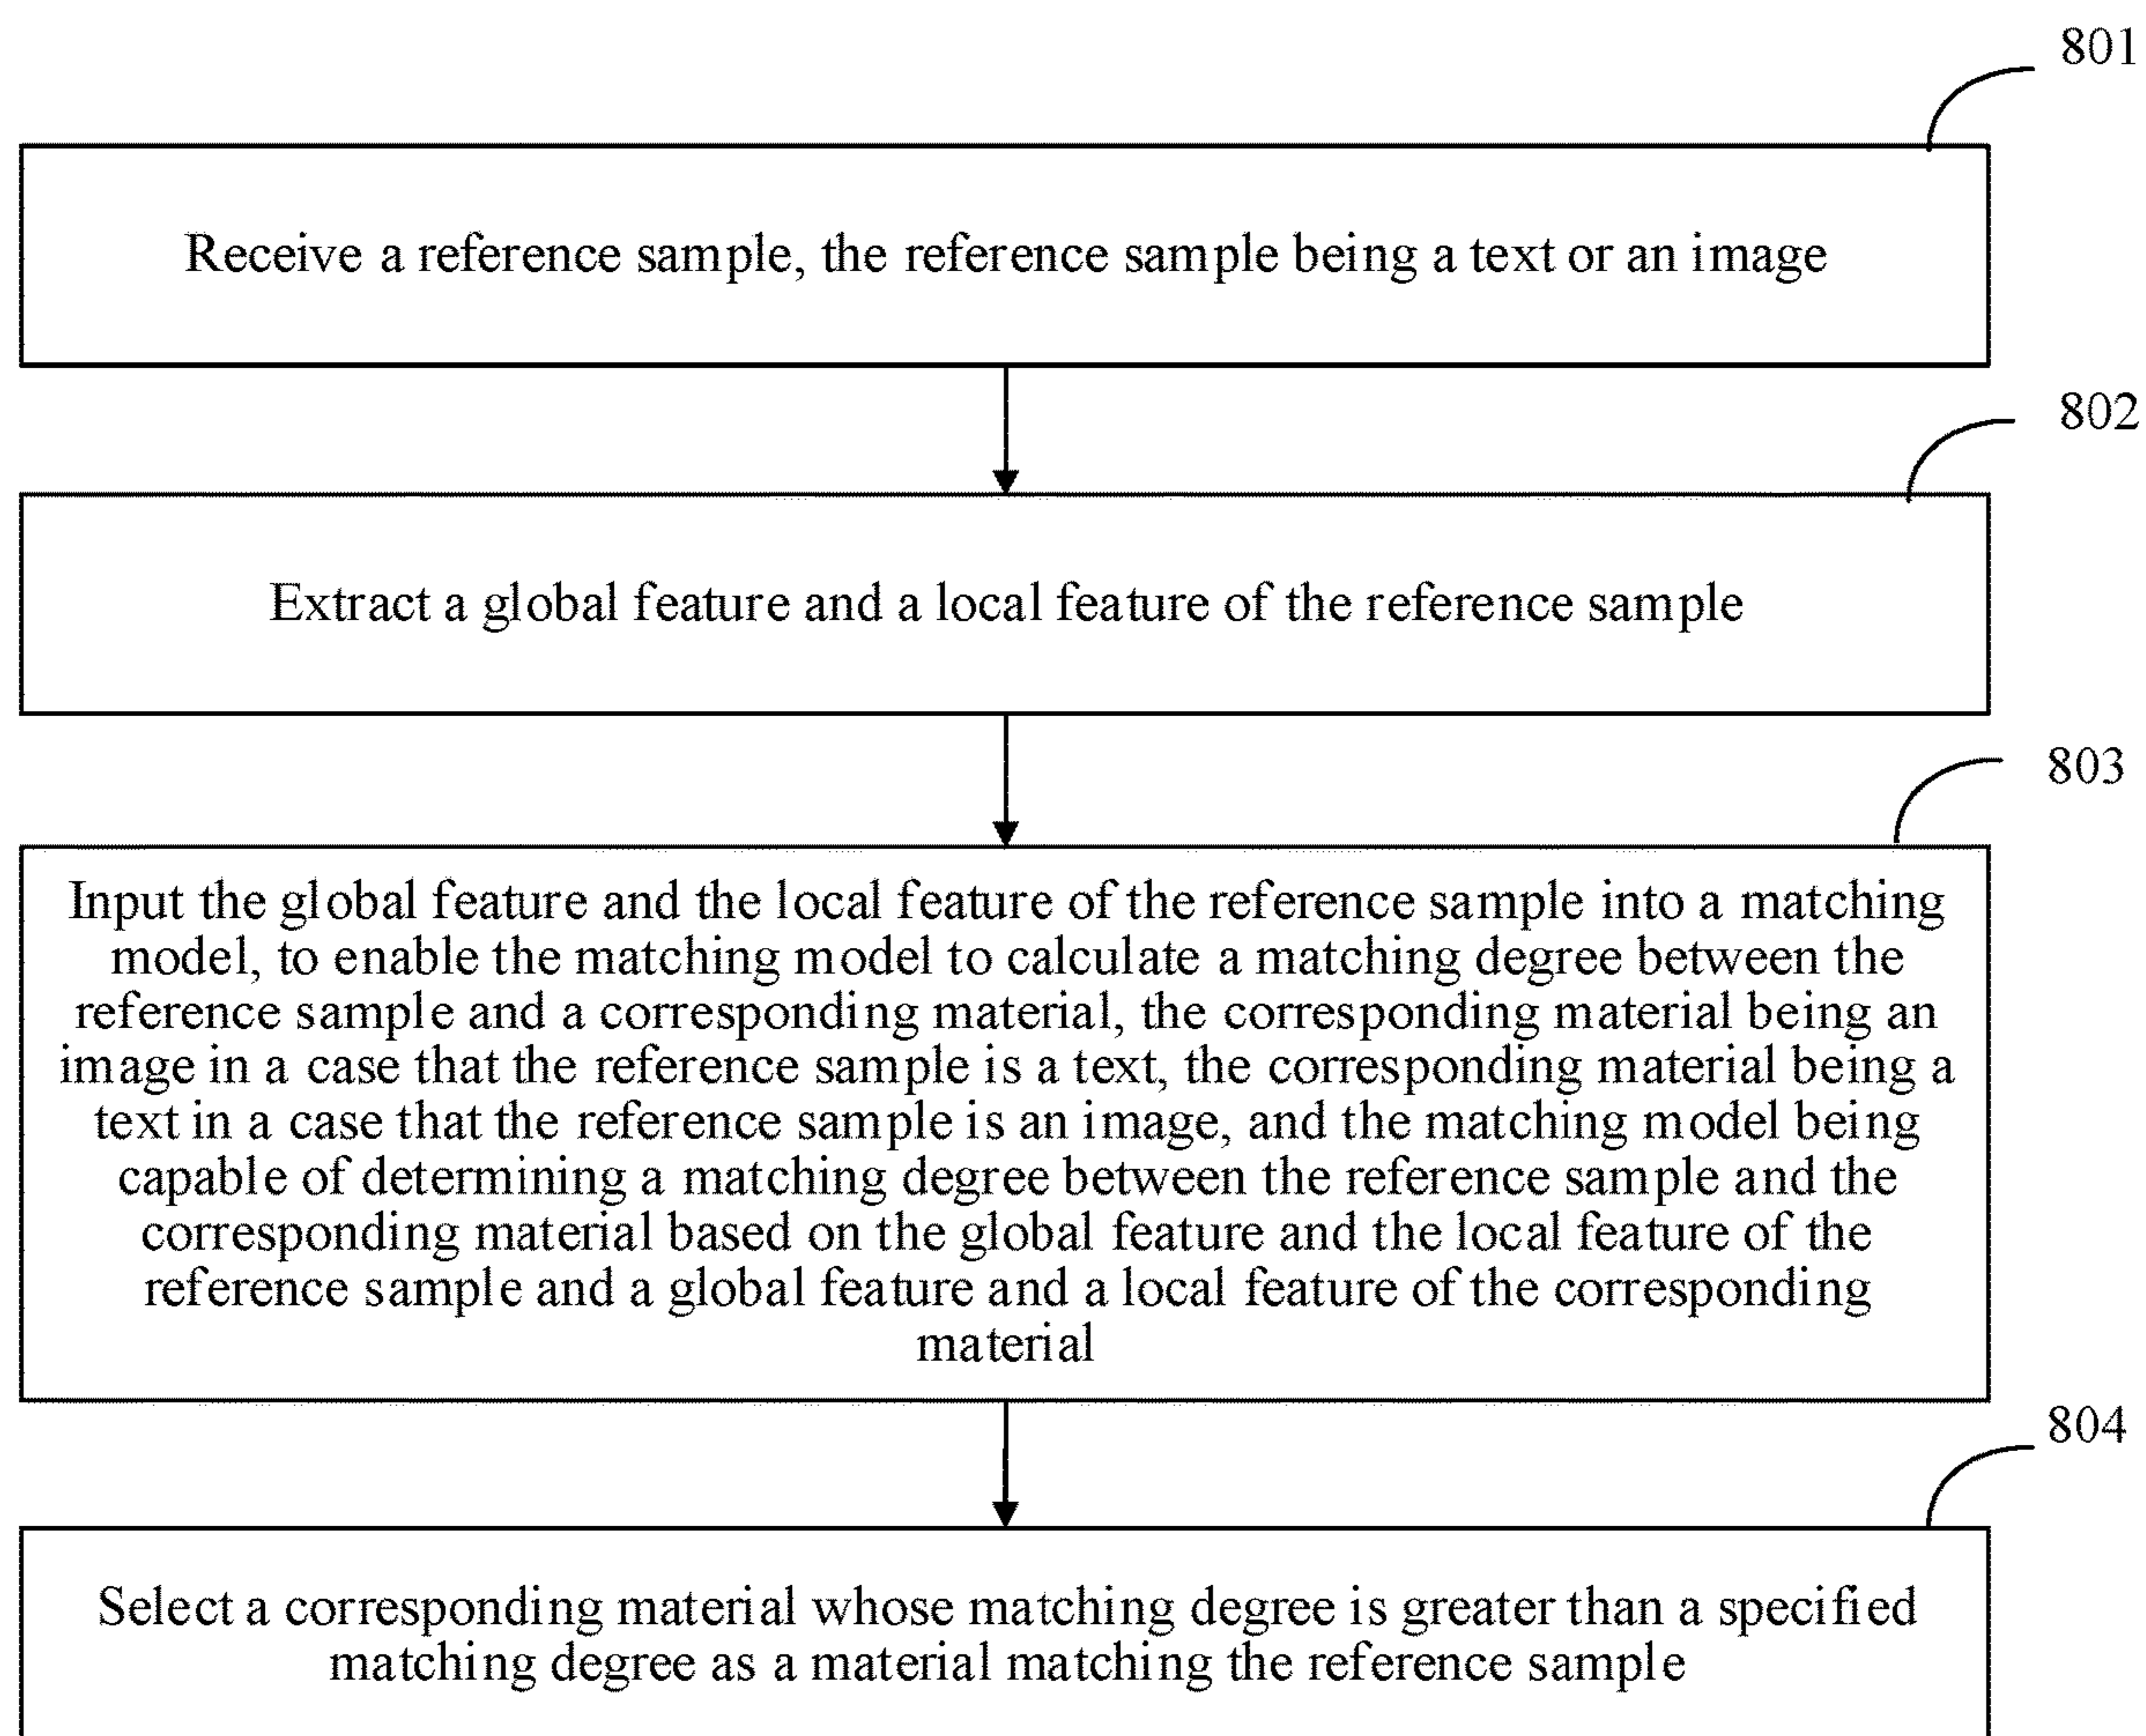 801
Receive a reference sample, the reference sample being a text or an image
802
Extract a global feature and a local feature of the reference sample
803
Input the global feature and the local feature of the reference sample into a matching
model, to enable the matching model to calculate a matching degree between the
reference sample and a corresponding material, the corresponding material being an
image in a case that the reference sample is a text, the corresponding material being a
text in a case that the reference sample is an image, and the matching model being
capable of determining a matching degree between the reference sample and the
corresponding material based on the global feature and the local feature of the
reference sample and a global feature and a local feature of the corresponding
material
804
Select a corresponding material whose matching degree is greater than a specified
matching degree as a material matching the reference sample